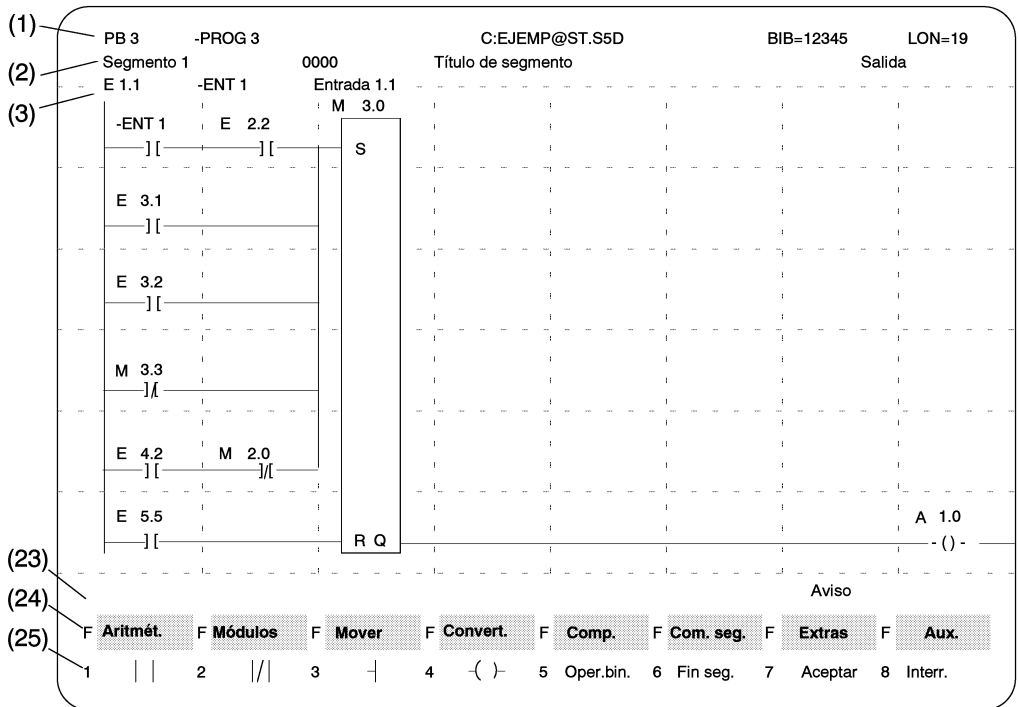 (1) PB 3 -PROG 3 C:EJEMP@ST.S5D BIB=12345 LON=19
(2) Segmento 1 0000 Título de segmento Salida
(3) E 1.1 -ENT 1 Entrada 1.1
M 3.0
-ENT 1 E 2.2
] [ ] [ S
E 3.1
] [
E 3.2
] [
M 3.3
]/[
E 4.2 M 2.0
] [ ]/[
E 5.5 A 1.0
] [ R Q -( )-
(23) Aviso
(24) F Aritmét. F Módulos F Mover F Convert. F Comp. F Com. seg. F Extras F Aux.
(25) 1 | | 2 |/| 3 ─┤ 4 -( )- 5 Oper.bin. 6 Fin seg. 7 Aceptar 8 Interr.